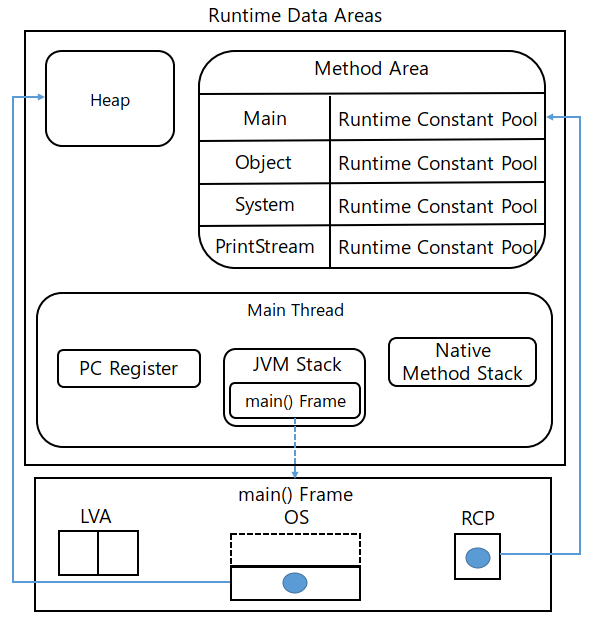 Runtime Data Areas
Heap
Method Area
Main Runtime Constant Pool
Object Runtime Constant Pool
System Runtime Constant Pool
PrintStream Runtime Constant Pool
Main Thread
PC Register
JVM Stack
main() Frame
Native
Method Stack
main() Frame
LVA
OS
RCP